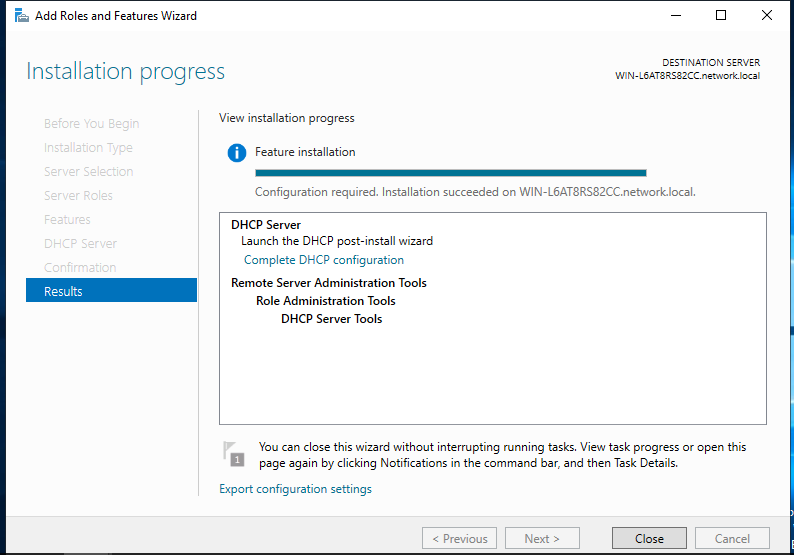 Add Roles and Features Wizard
Installation progress
DESTINATION SERVER
WIN-L6AT8RS82CC.network.local
Before You Begin
Installation Type
Server Selection
Server Roles
Features
DHCP Server
Confirmation
Results
View installation progress
Feature installation
Configuration required. Installation succeeded on WIN-L6AT8RS82CC.network.local.
DHCP Server
Launch the DHCP post-install wizard
Complete DHCP configuration
Remote Server Administration Tools
Role Administration Tools
DHCP Server Tools
1
You can close this wizard without interrupting running tasks. View task progress or open this
page again by clicking Notifications in the command bar, and then Task Details.
Export configuration settings
< Previous
Next >
Close
Cancel